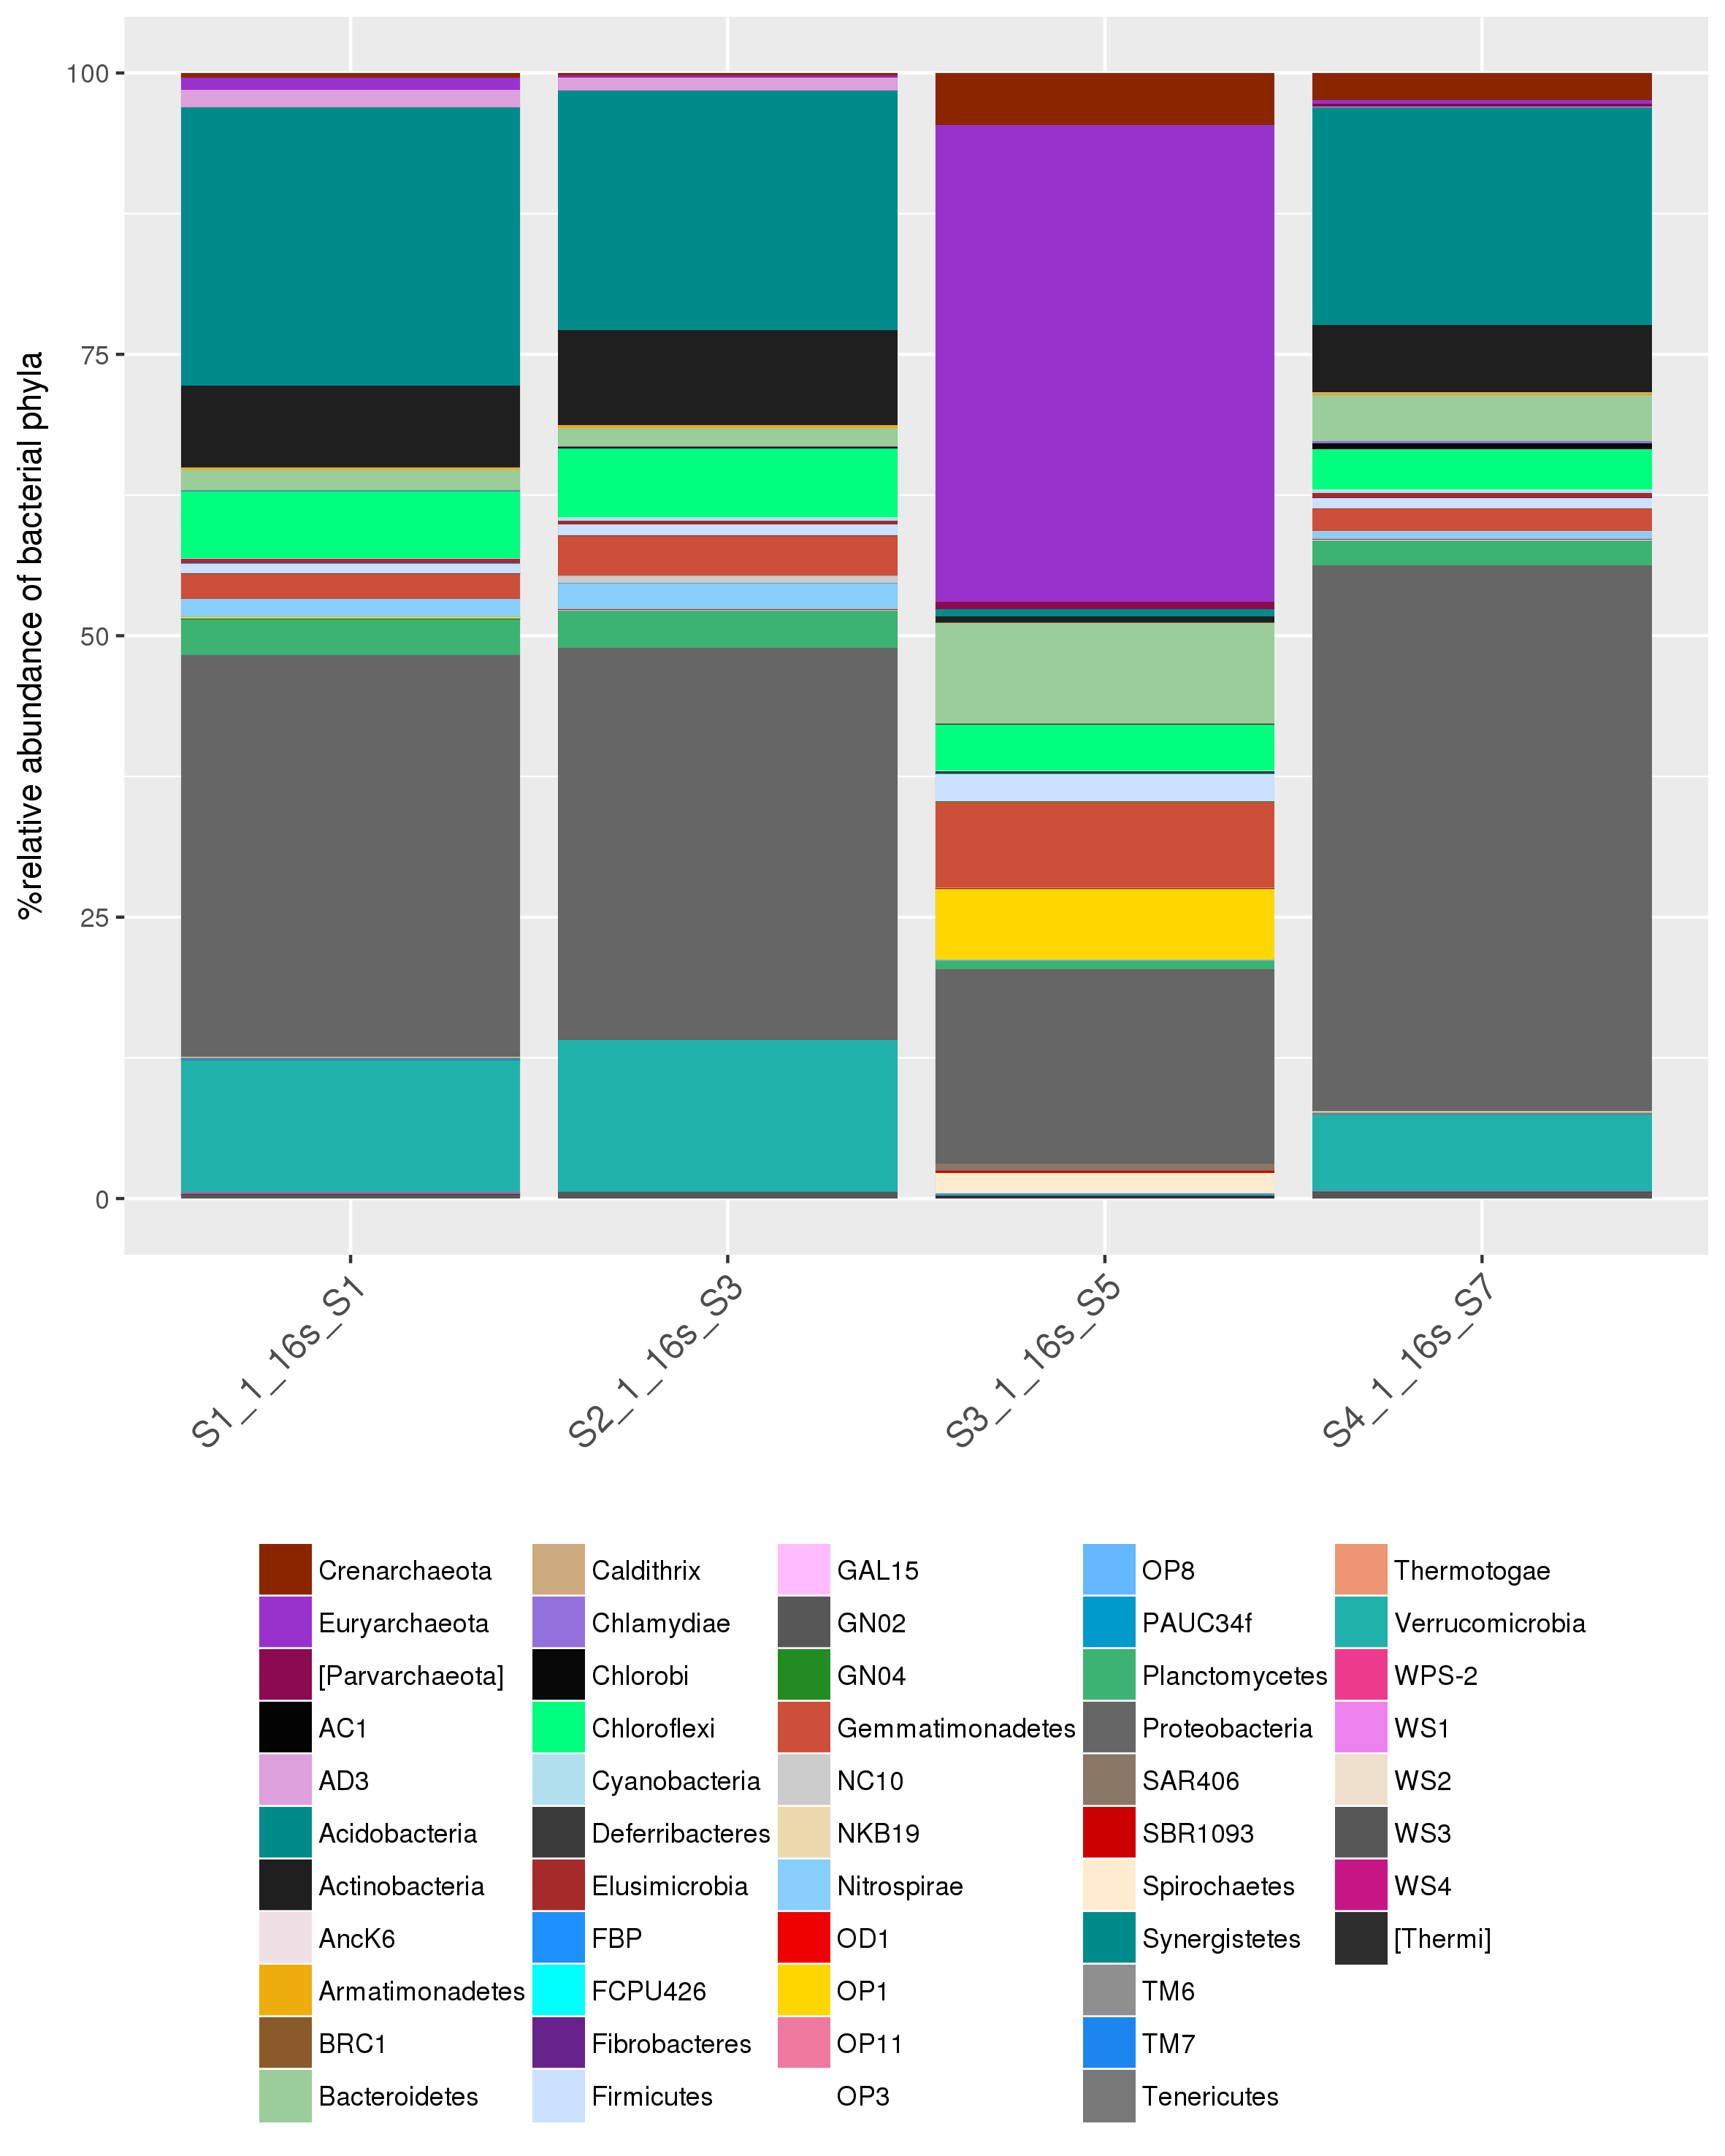 %relative abundance of bacterial phyla
100
75
50
25
0
S1_1_16s_S1
S2_1_16s_S3
S3_1_16s_S5
S4_1_16s_S7
Crenarchaeota
Euryarchaeota
[Parvarchaeota]
AC1
AD3
Acidobacteria
Actinobacteria
AncK6
Armatimonadetes
BRC1
Bacteroidetes
Caldithrix
Chlamydiae
Chlorobi
Chloroflexi
Cyanobacteria
Deferribacteres
Elusimicrobia
FBP
FCPU426
Fibrobacteres
Firmicutes
GAL15
GN02
GN04
Gemmatimonadetes
NC10
NKB19
Nitrospirae
OD1
OP1
OP11
OP3
OP8
PAUC34f
Planctomycetes
Proteobacteria
SAR406
SBR1093
Spirochaetes
Synergistetes
TM6
TM7
Tenericutes
Thermotogae
Verrucomicrobia
WPS-2
WS1
WS2
WS3
WS4
[Thermi]